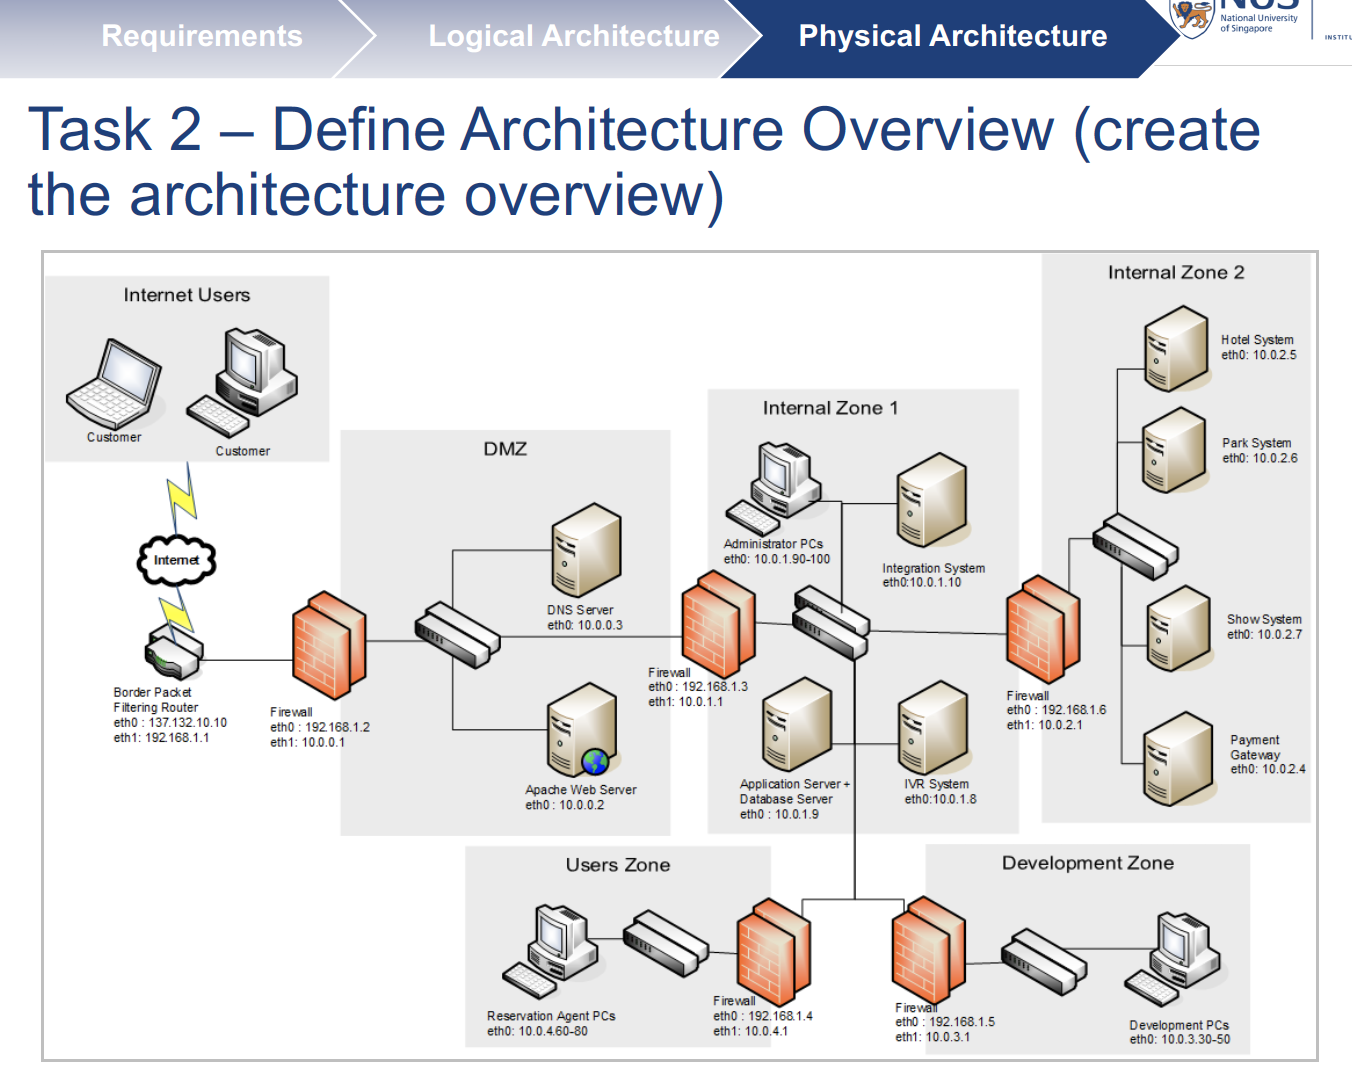 Requirements
Logical Architecture
Physical Architecture
National University
of Singapore
Task 2 – Define Architecture Overview (create
the architecture overview)
Internet Users
Customer
Customer
Internet
Border Packet
Filtering Router
eth0 : 137.132.10.10
eth1: 192.168.1.1
Firewall
eth0 : 192.168.1.2
eth1: 10.0.0.1
DMZ
DNS Server
eth0: 10.0.0.3
Apache Web Server
eth0 : 10.0.0.2
Firewall
eth0 : 192.168.1.3
eth1: 10.0.1.1
Internal Zone 1
Administrator PCs
eth0: 10.0.1.90-100
Integration System
eth0:10.0.1.10
Application Server +
Database Server
eth0 : 10.0.1.9
IVR System
eth0:10.0.1.8
Firewall
eth0 : 192.168.1.6
eth1: 10.0.2.1
Internal Zone 2
Hotel System
eth0: 10.0.2.5
Park System
eth0: 10.0.2.6
Show System
eth0: 10.0.2.7
Payment
Gateway
eth0: 10.0.2.4
Users Zone
Reservation Agent PCs
eth0: 10.0.4.60-80
Firewall
eth0 : 192.168.1.4
eth1: 10.0.4.1
Development Zone
Firewall
eth0 : 192.168.1.5
eth1: 10.0.3.1
Development PCs
eth0: 10.0.3.30-50